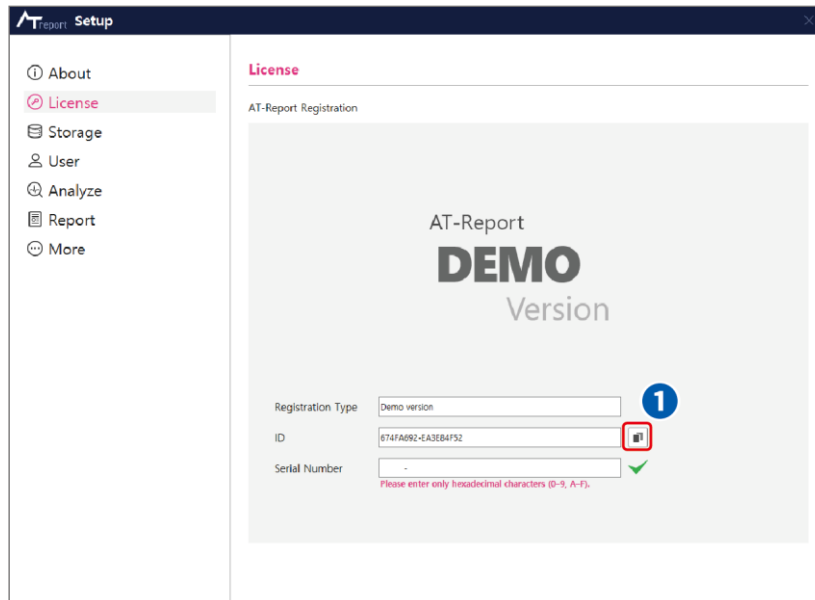 ATreport Setup
About
License
Storage
User
Analyze
Report
More
License
AT-Report Registration
AT-Report
DEMO
Version
1
Registration Type Demo version
ID 674FA692-EA3EB4F52
Serial Number -
Please enter only hexadecimal characters (0-9, A-F).